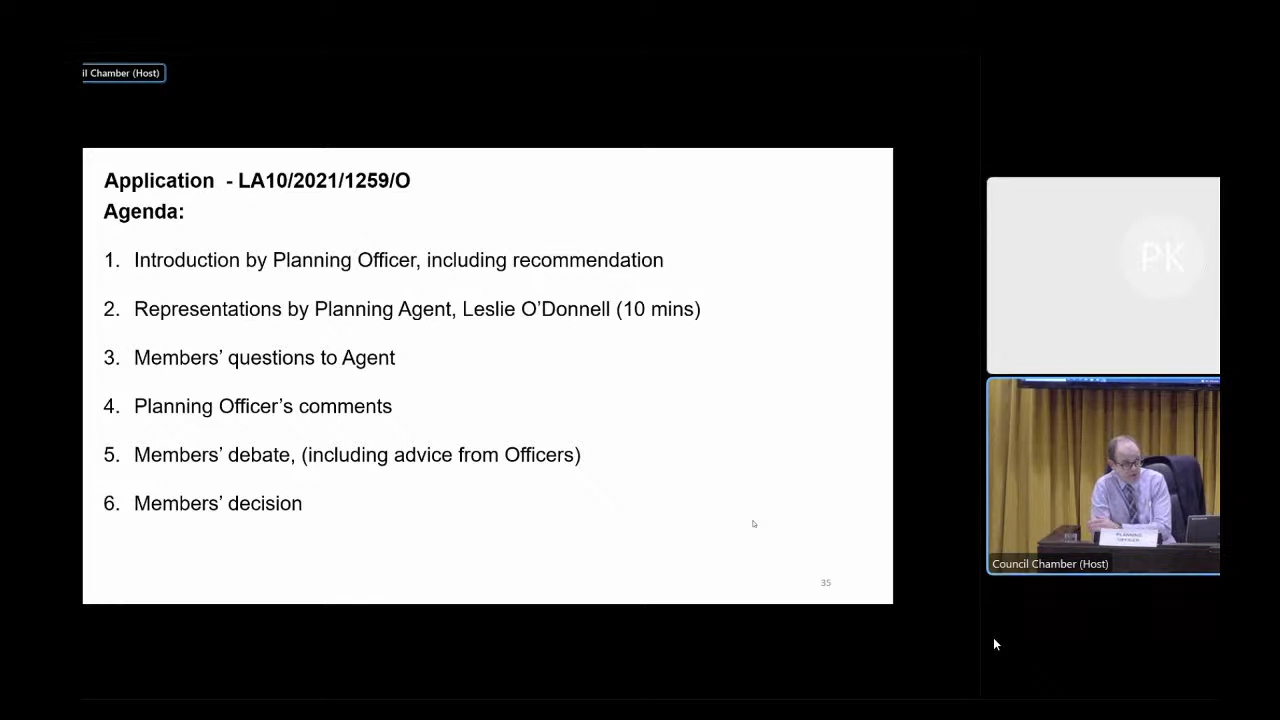 il Chamber (Host)
Application - LA10/2021/1259/O
Agenda:
1. Introduction by Planning Officer, including recommendation
2. Representations by Planning Agent, Leslie O’Donnell (10 mins)
3. Members’ questions to Agent
4. Planning Officer’s comments
5. Members’ debate, (including advice from Officers)
6. Members’ decision
35
PK
PLANNING
OFFICER
Council Chamber (Host)